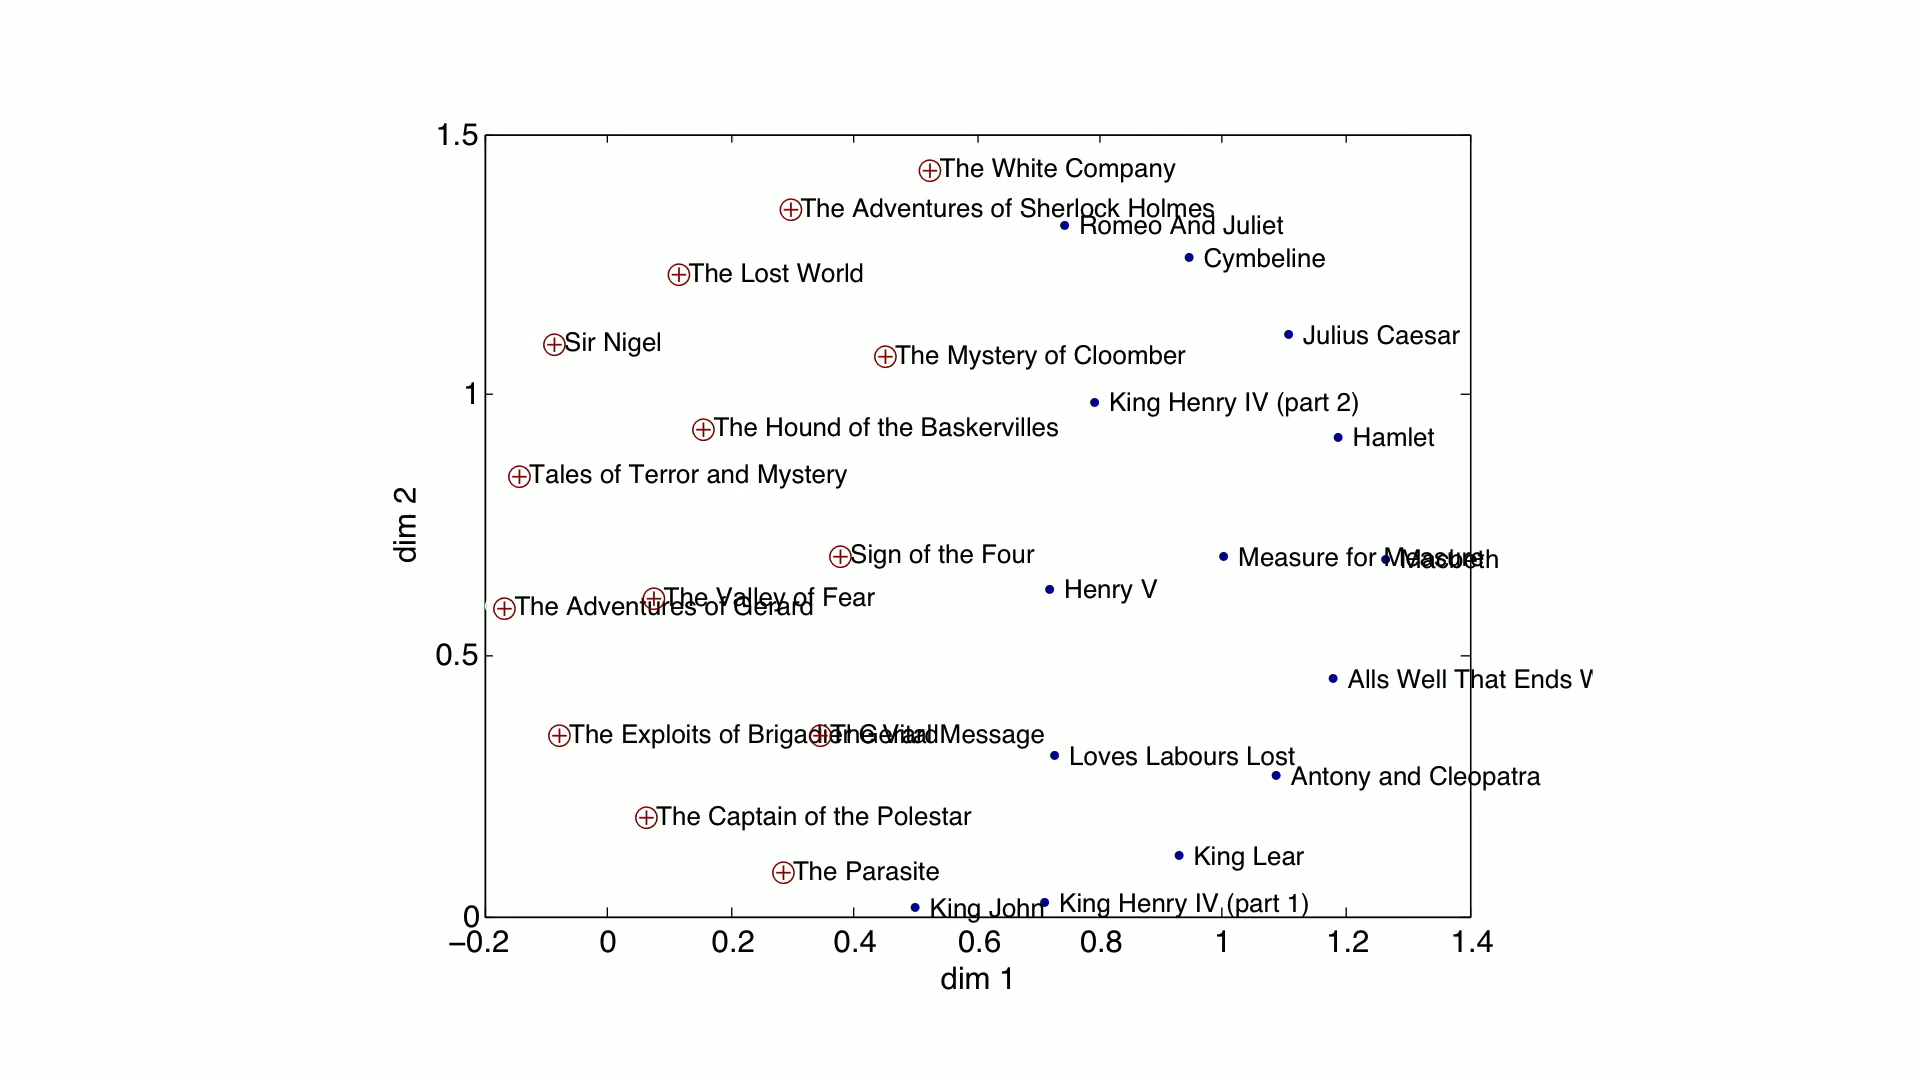 1.5
The White Company
The Adventures of Sherlock Holmes
Romeo And Juliet
Cymbeline
The Lost World
Julius Caesar
Sir Nigel
The Mystery of Cloomber
1
King Henry IV (part 2)
The Hound of the Baskervilles
Hamlet
Tales of Terror and Mystery
dim 2
Sign of the Four
Measure for Measure
Macbeth
Henry V
The Valley of Fear
The Adventures of Gerard
0.5
Alls Well That Ends W
The Exploits of Brigadier Gerard
The Vital Message
Loves Labours Lost
Antony and Cleopatra
The Captain of the Polestar
King Lear
The Parasite
King John
King Henry IV (part 1)
0
−0.2 0 0.2 0.4 0.6 0.8 1 1.2 1.4
dim 1